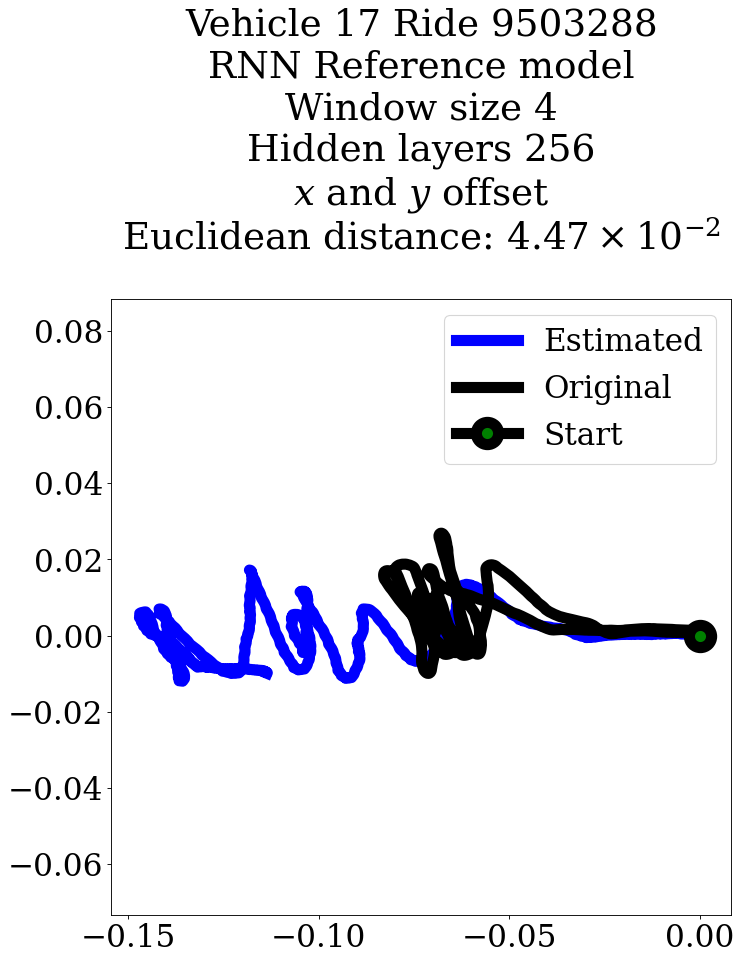 Vehicle 17 Ride 9503288
RNN Reference model
Window size 4
Hidden layers 256
x and y offset
Euclidean distance: 4.47 × 10⁻²
Estimated
Original
Start
0.08
0.06
0.04
0.02
0.00
−0.02
−0.04
−0.06
−0.15
−0.10
−0.05
0.00